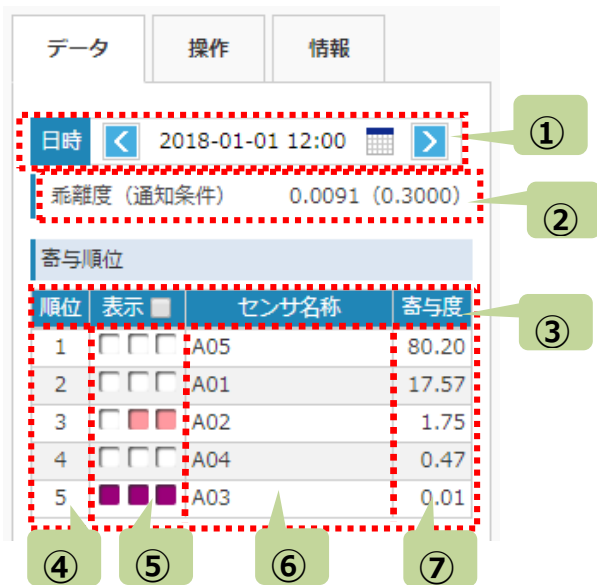 データ 操作 情報
日時 2018-01-01 12:00 ①
乖離度（通知条件） 0.0091（0.3000） ②
寄与順位
順位 表示 センサ名称 寄与度 ③
1 A05 80.20
2 A01 17.57
3 A02 1.75
4 A04 0.47
5 A03 0.01
④ ⑤ ⑥ ⑦